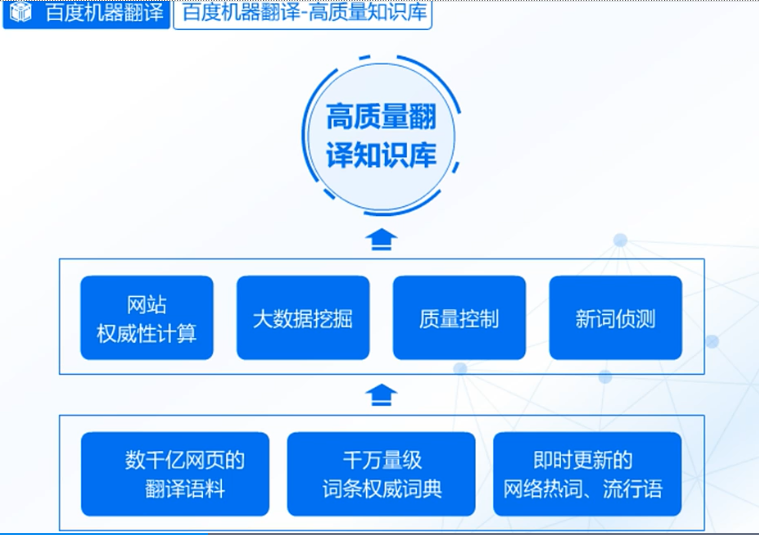 百度机器翻译
百度机器翻译-高质量知识库
高质量翻
译知识库
网站
权威性计算
大数据挖掘
质量控制
新词侦测
数千亿网页的
翻译语料
千万量级
词条权威词典
即时更新的
网络热词、流行语